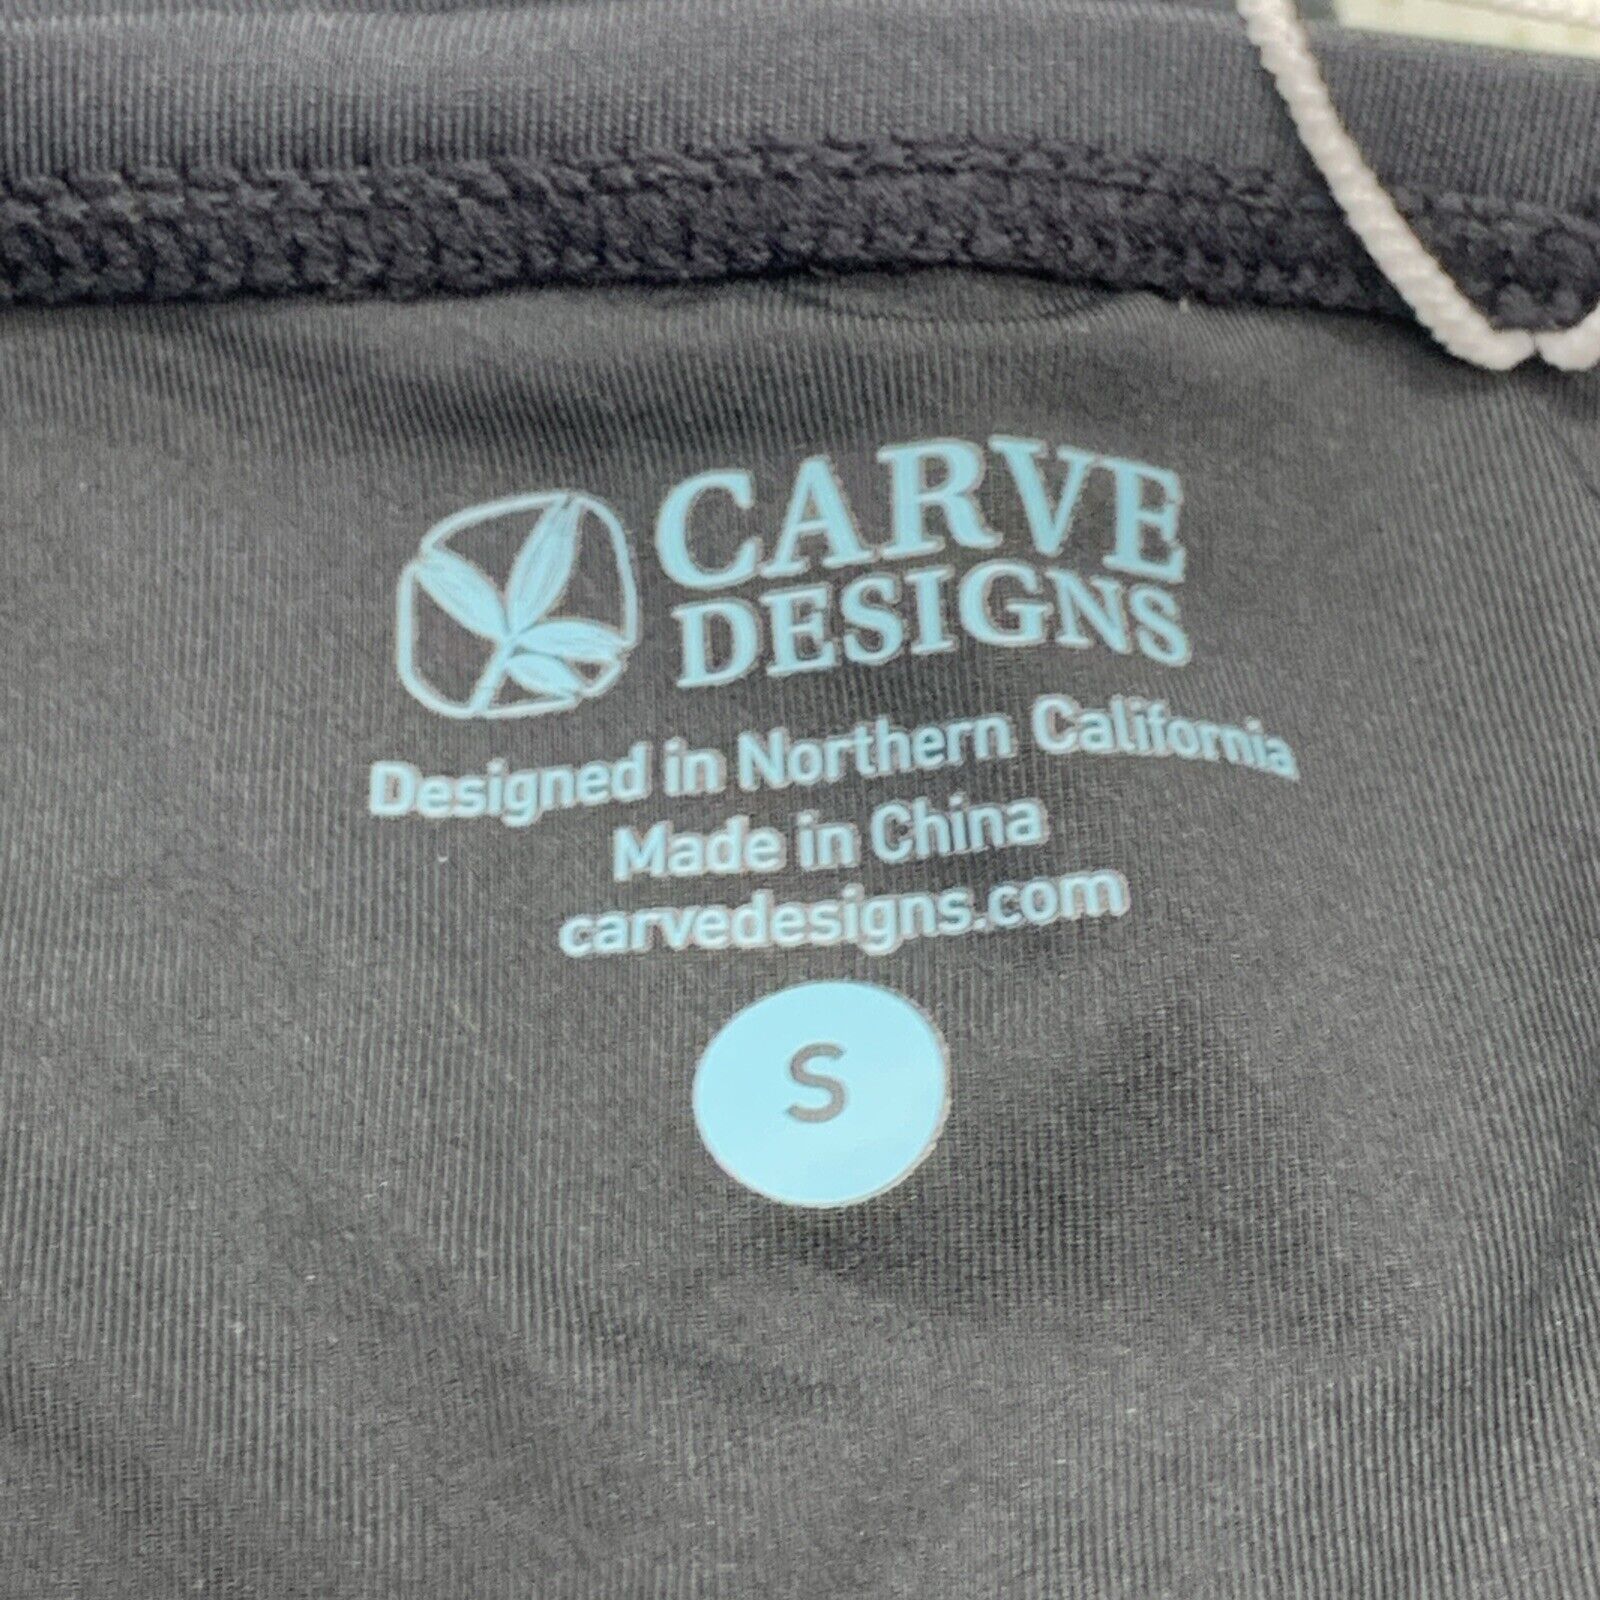 CARVE
DESIGNS
Designed in Northern California
Made in China
carvedesigns.com
S